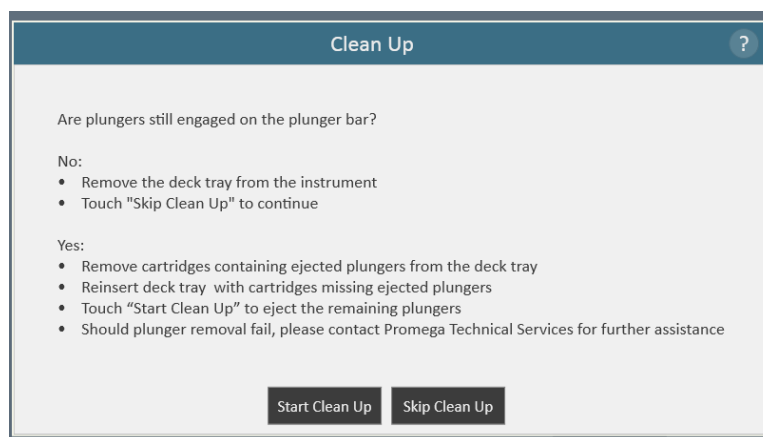 Clean Up
?
Are plungers still engaged on the plunger bar?
No:
• Remove the deck tray from the instrument
• Touch "Skip Clean Up" to continue
Yes:
• Remove cartridges containing ejected plungers from the deck tray
• Reinsert deck tray with cartridges missing ejected plungers
• Touch “Start Clean Up” to eject the remaining plungers
• Should plunger removal fail, please contact Promega Technical Services for further assistance
Start Clean Up Skip Clean Up